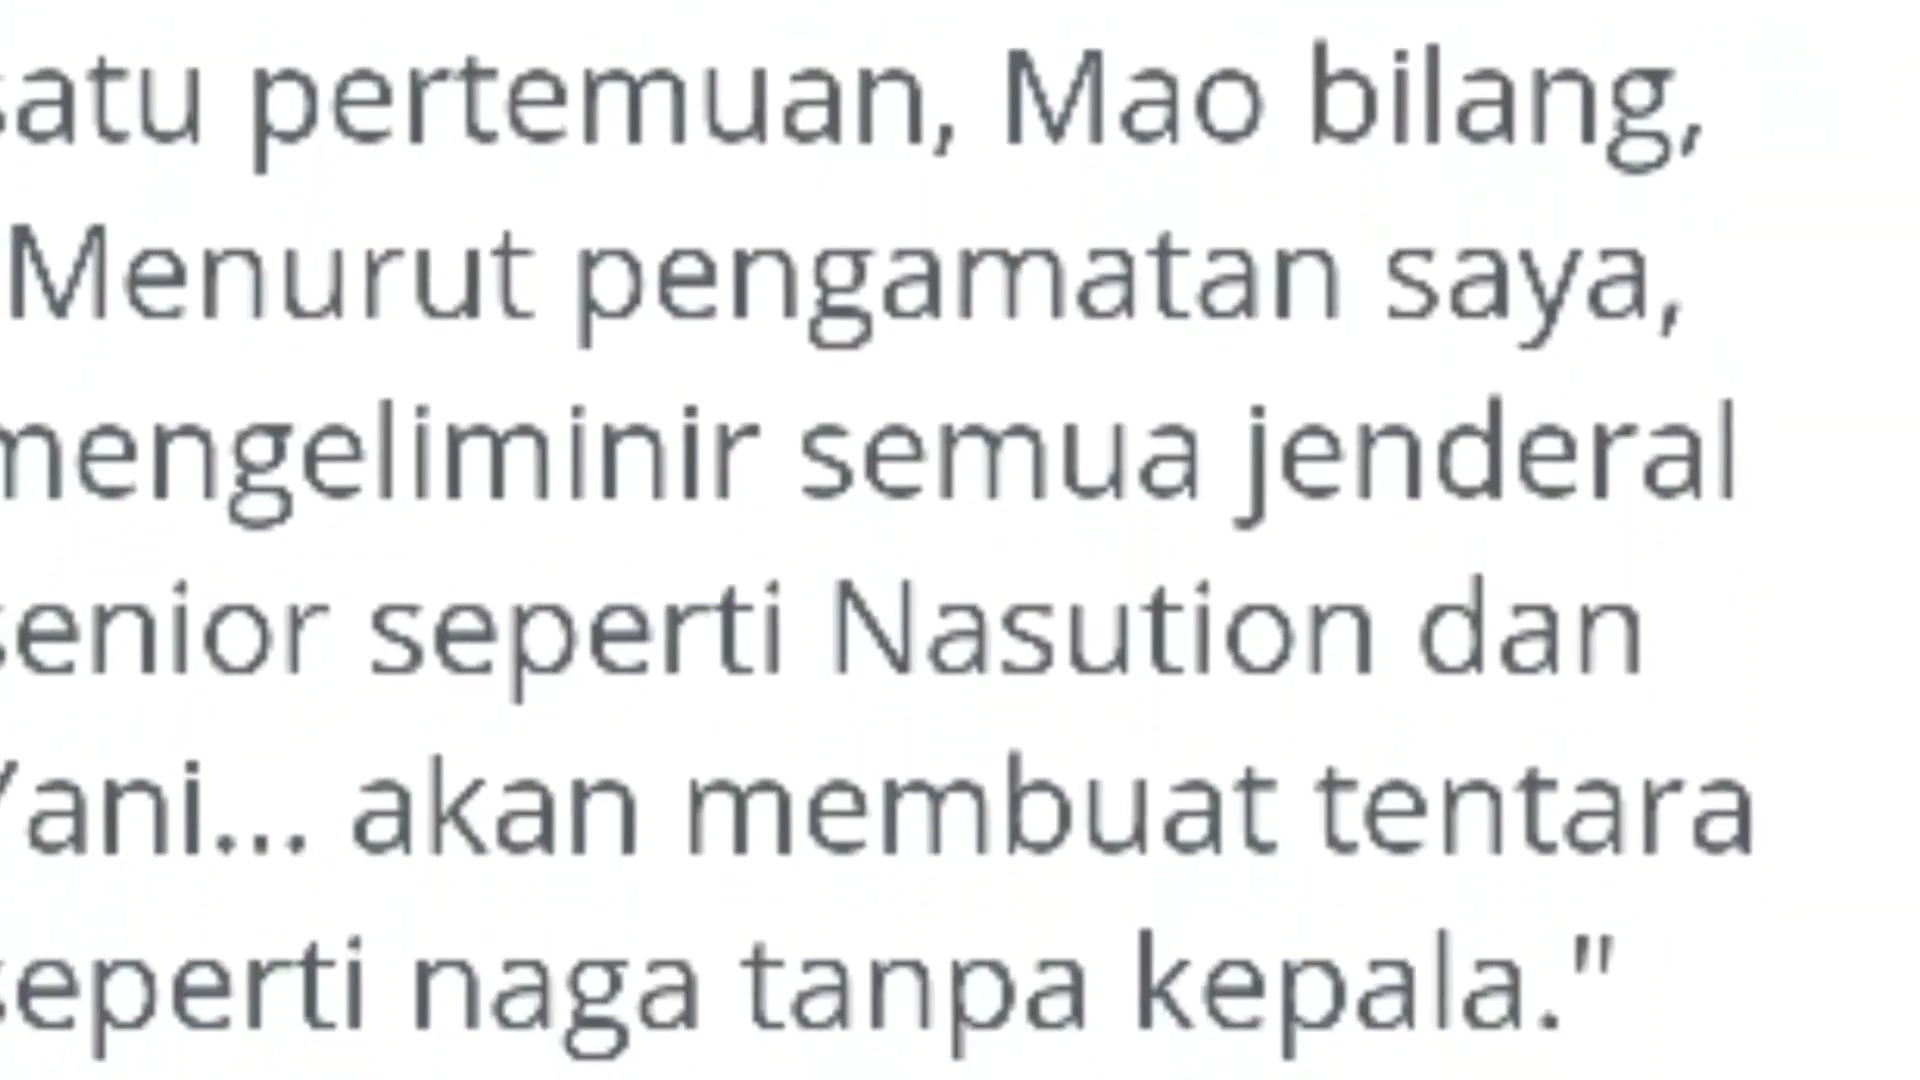 satu pertemuan, Mao bilang,
Menurut pengamatan saya,
mengeliminir semua jenderal
senior seperti Nasution dan
Yani... akan membuat tentara
seperti naga tanpa kepala."